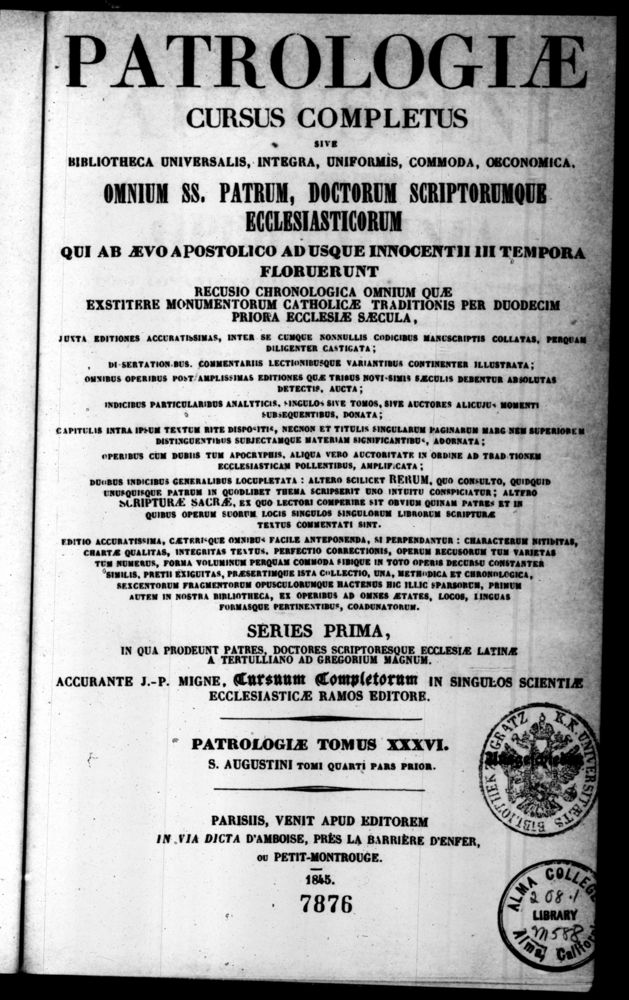 PATROLOGIÆ
CURSUS COMPLETUS
SIVE
BIBLIOTHECA UNIVERSALIS, INTEGRA, UNIFORMIS, COMMODA, OECONOMICA,
OMNIUM SS. PATRUM, DOCTORUM SCRIPTORUMQUE
ECCLESIASTICORUM
QUI AB ÆVO APOSTOLICO AD USQUE INNOCENTII III TEMPORA
FLORUERUNT
RECUSIO CHRONOLOGICA OMNIUM QUÆ
EXSTITERE MONUMENTORUM CATHOLICÆ TRADITIONIS PER DUODECIM
PRIORA ECCLESIÆ SÆCULA,
JUXTA EDITIONES ACCURATISSIMAS, INTER SE CUMQUE NONNULLIS CODICIBUS MANUSCRIPTIS COLLATAS, PERQUAM
DILIGENTER CASTIGATA;
DISSERTATIONIBUS, COMMENTARIIS LECTIONIBUSQUE VARIANTIBUS CONTINENTER ILLUSTRATA;
OMNIBUS OPERIBUS POST AMPLISSIMAS EDITIONES QUÆ TRIBUS NOVISSIMIS SÆCULIS DEBENTUR ABSOLUTAS
DETECTIS, AUCTA;
INDICIBUS PARTICULARIBUS ANALYTICIS, SINGULOS SIVE TOMOS, SIVE AUCTORES ALICUJUS MOMENTI
SUBSEQUENTIBUS, DONATA;
CAPITULIS INTRA IPSUM TEXTUM RITE DISPOSITIS, NECNON ET TITULIS SINGULARUM PAGINARUM MARGINEM SUPERIOREM
DISTINGUENTIBUS SUBJECTAMQUE MATERIAM SIGNIFICANTIBUS, ADORNATA;
OPERIBUS CUM DUBIIS TUM APOCRYPHIS, ALIQUA VERO AUCTORITATE IN ORDINE AD TRADITIONEM
ECCLESIASTICAM POLLENTIBUS, AMPLIFICATA;
DUOBUS INDICIBUS GENERALIBUS LOCUPLETATA : ALTERO SCILICET RERUM, QUO CONSULTO, QUIDQUID
UNUSQUISQUE PATRUM IN QUODLIBET THEMA SCRIPSERIT UNO INTUITU CONSPICIATUR; ALTERO
SCRIPTURÆ SACRÆ, EX QUO LECTORI COMPERIRE SIT OBVIUM QUINAM PATRES ET IN
QUIBUS OPERUM SUORUM LOCIS SINGULOS SINGULORUM LIBRORUM SCRIPTURÆ
TEXTUS COMMENTATI SINT.
EDITIO ACCURATISSIMA, CÆTERISQUE OMNIBUS FACILE ANTEPONENDA, SI PERPENDANTUR : CHARACTERUM NITIDITAS,
CHARTÆ QUALITAS, INTEGRITAS TEXTUS, PERFECTIO CORRECTIONIS, OPERUM RECUSORUM TUM VARIETAS
TUM NUMERUS, FORMA VOLUMINUM PERQUAM COMMODA SIBIQUE IN TOTO OPERIS DECURSU CONSTANTER
SIMILIS, PRETII EXIGUITAS, PRÆSERTIMQUE ISTA COLLECTIO, UNA, METHODICA ET CHRONOLOGICA,
SEXCENTORUM FRAGMENTORUM OPUSCULORUMQUE HACTENUS HIC ILLIC SPARSORUM, PRIMUM
AUTEM IN NOSTRA BIBLIOTHECA, EX OPERIBUS AD OMNES ÆTATES, LOCOS, LINGUAS
FORMASQUE PERTINENTIBUS, COADUNATORUM.
SERIES PRIMA,
IN QUA PRODEUNT PATRES, DOCTORES SCRIPTORESQUE ECCLESIÆ LATINÆ
A TERTULLIANO AD GREGORIUM MAGNUM.
ACCURANTE J.-P. MIGNE, Cursuum Completorum IN SINGULOS SCIENTIÆ
ECCLESIASTICÆ RAMOS EDITORE.
PATROLOGIÆ TOMUS XXXVI.
S. AUGUSTINI TOMI QUARTI PARS PRIOR.
K.K. UNIVERSITÆTS BIBLIOTHEK GRATZ
Ausgeschieden
PARISIIS, VENIT APUD EDITOREM
IN VIA DICTA D'AMBOISE, PRÈS LA BARRIÈRE D'ENFER,
OU PETIT-MONTROUGE.
1845.
7876
ALMA COLLEGE
208.1
LIBRARY
M588
Alma,